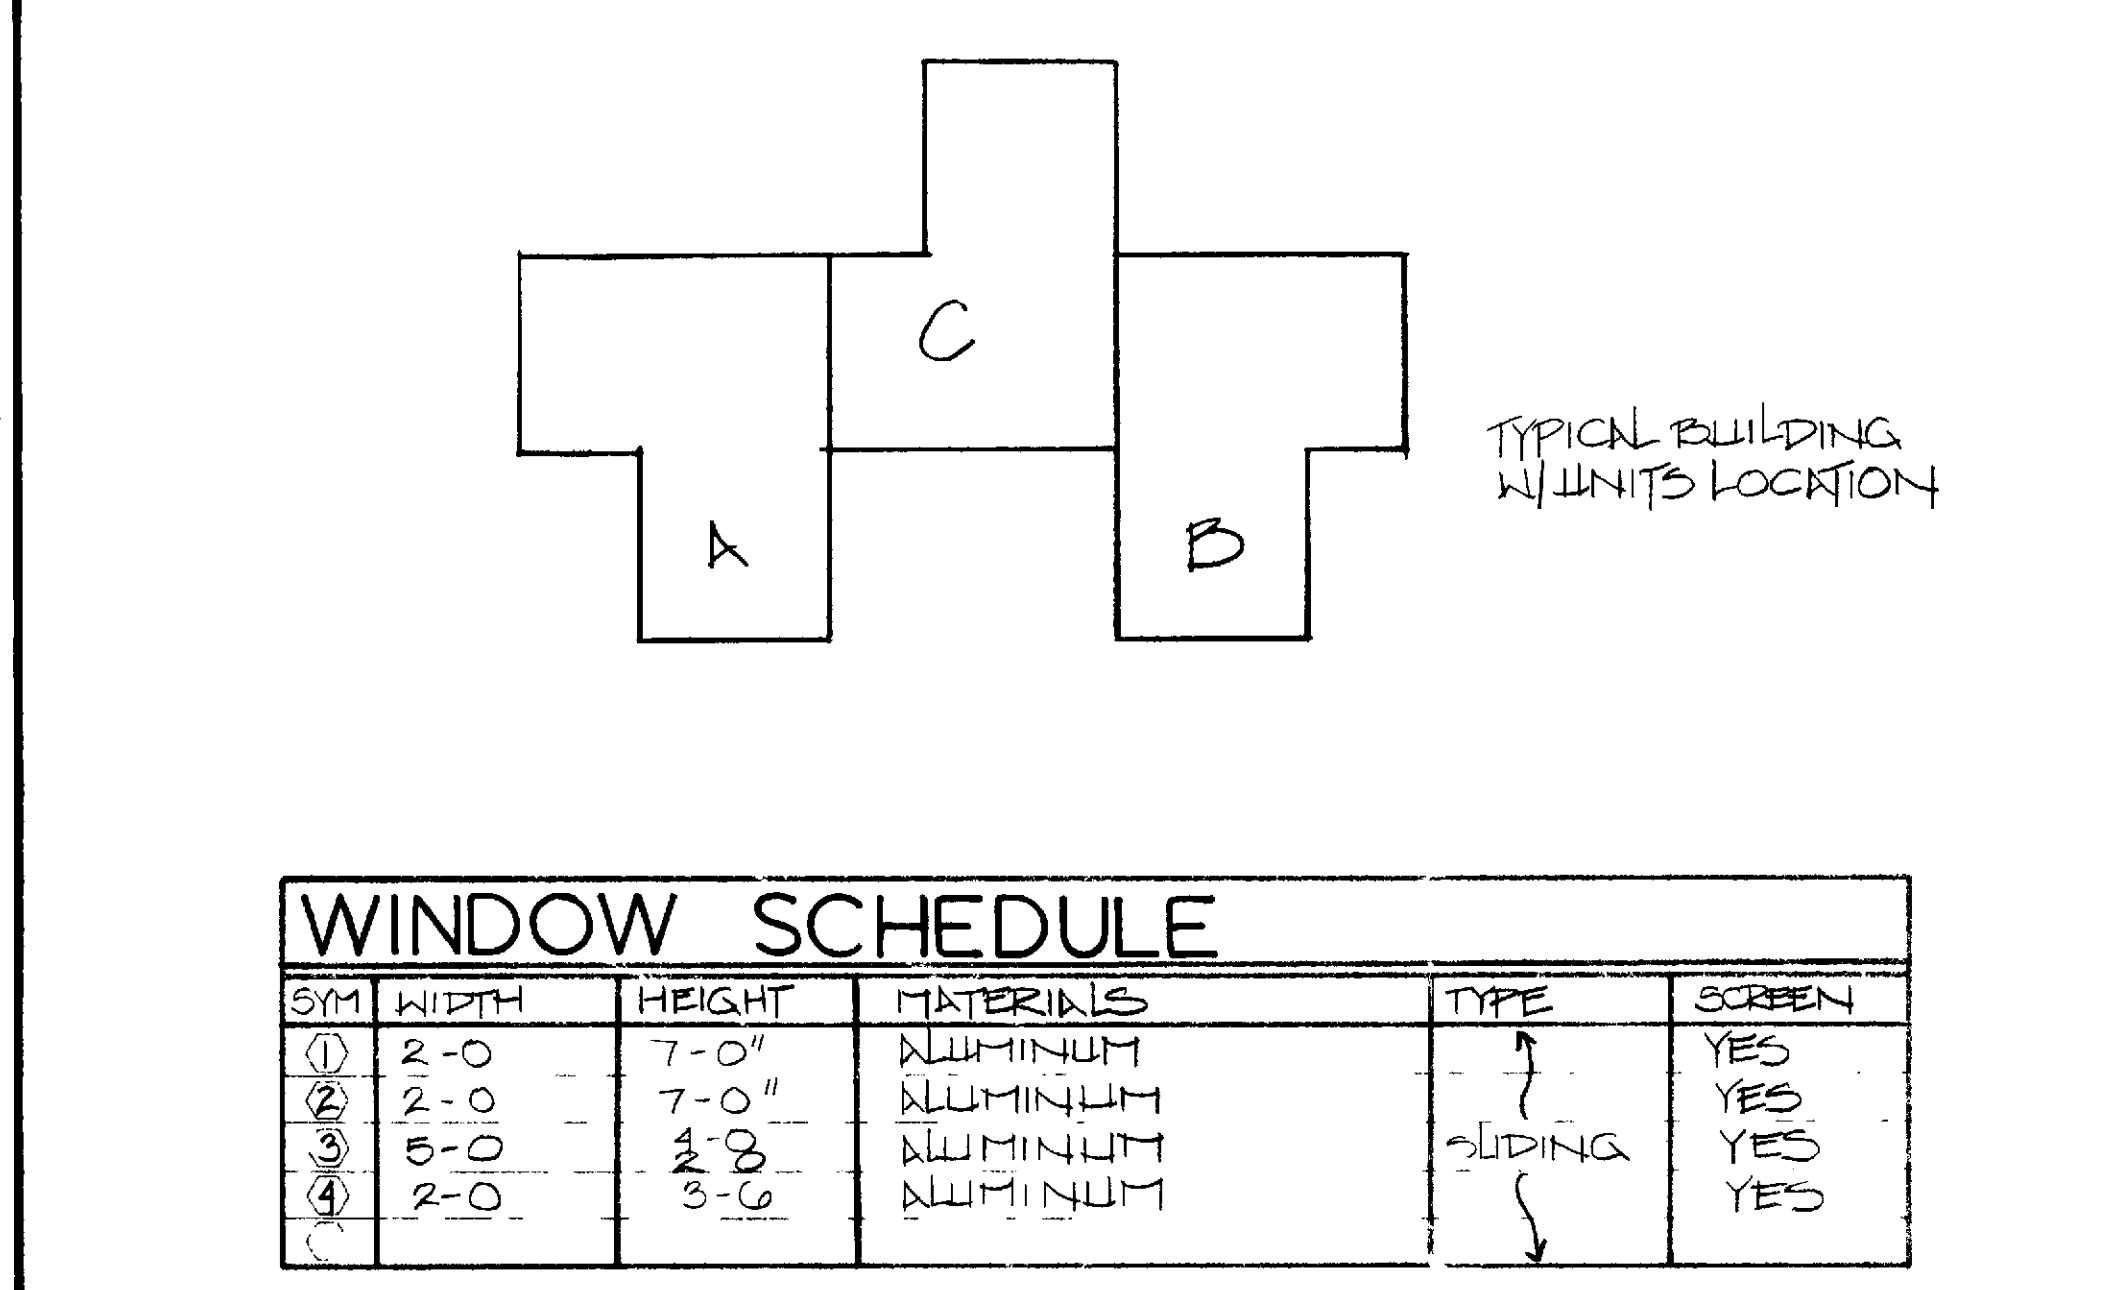 C
A
B
TYPICAL BUILDING
W/ UNITS LOCATION
WINDOW SCHEDULE
SYM WIDTH HEIGHT MATERIALS TYPE SCREEN
1 2-0 7-0" ALUMINUM YES
2 2-0 7-0" ALUMINUM YES
3 5-0 -8 ALUMINUM SLIDING YES
4 2-0 3-6 ALUMINUM YES